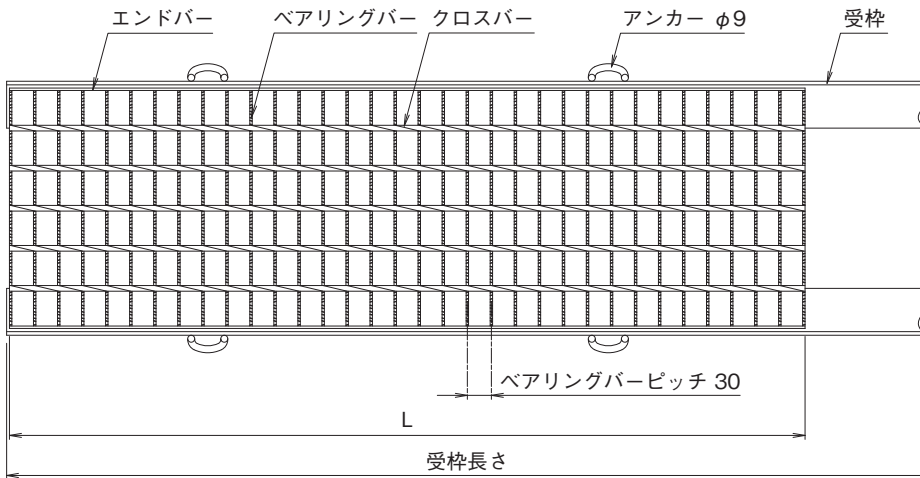 エンドバー
ベアリングバー
クロスバー
アンカー φ9
受枠
ベアリングバーピッチ 30
L
受枠長さ